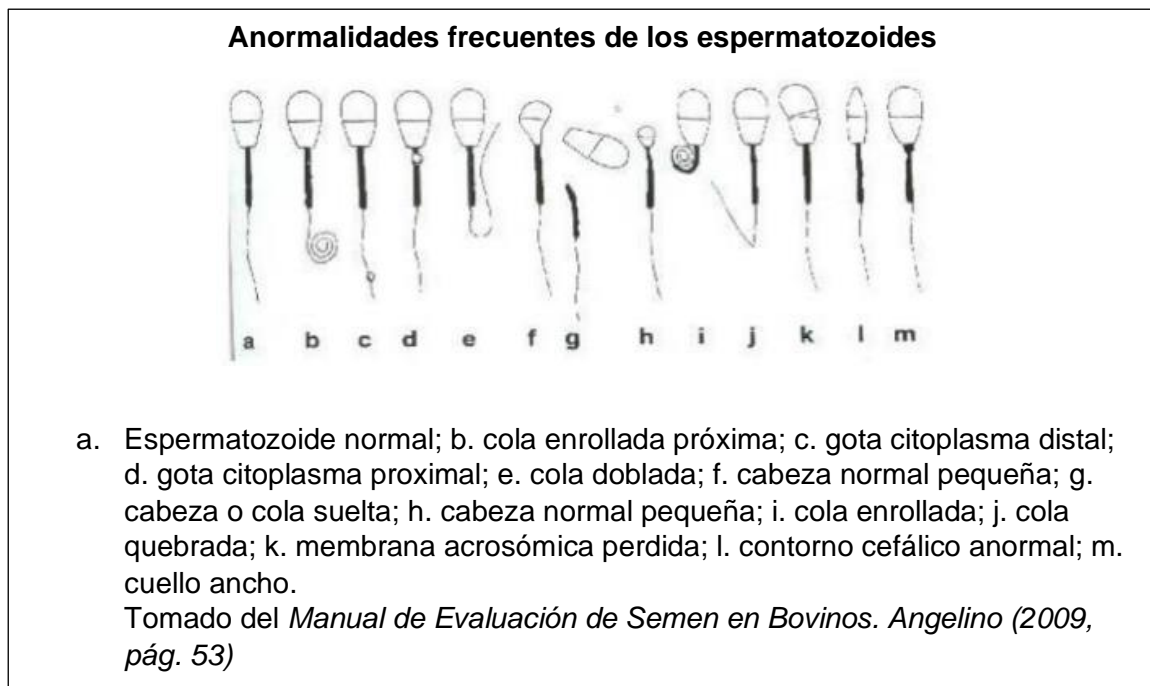 Anormalidades frecuentes de los espermatozoides
a b c d e f g h i j k l m
a. Espermatozoide normal; b. cola enrollada próxima; c. gota citoplasma distal;
d. gota citoplasma proximal; e. cola doblada; f. cabeza normal pequeña; g.
cabeza o cola suelta; h. cabeza normal pequeña; i. cola enrollada; j. cola
quebrada; k. membrana acrosómica perdida; l. contorno cefálico anormal; m.
cuello ancho.
Tomado del Manual de Evaluación de Semen en Bovinos. Angelino (2009,
pág. 53)